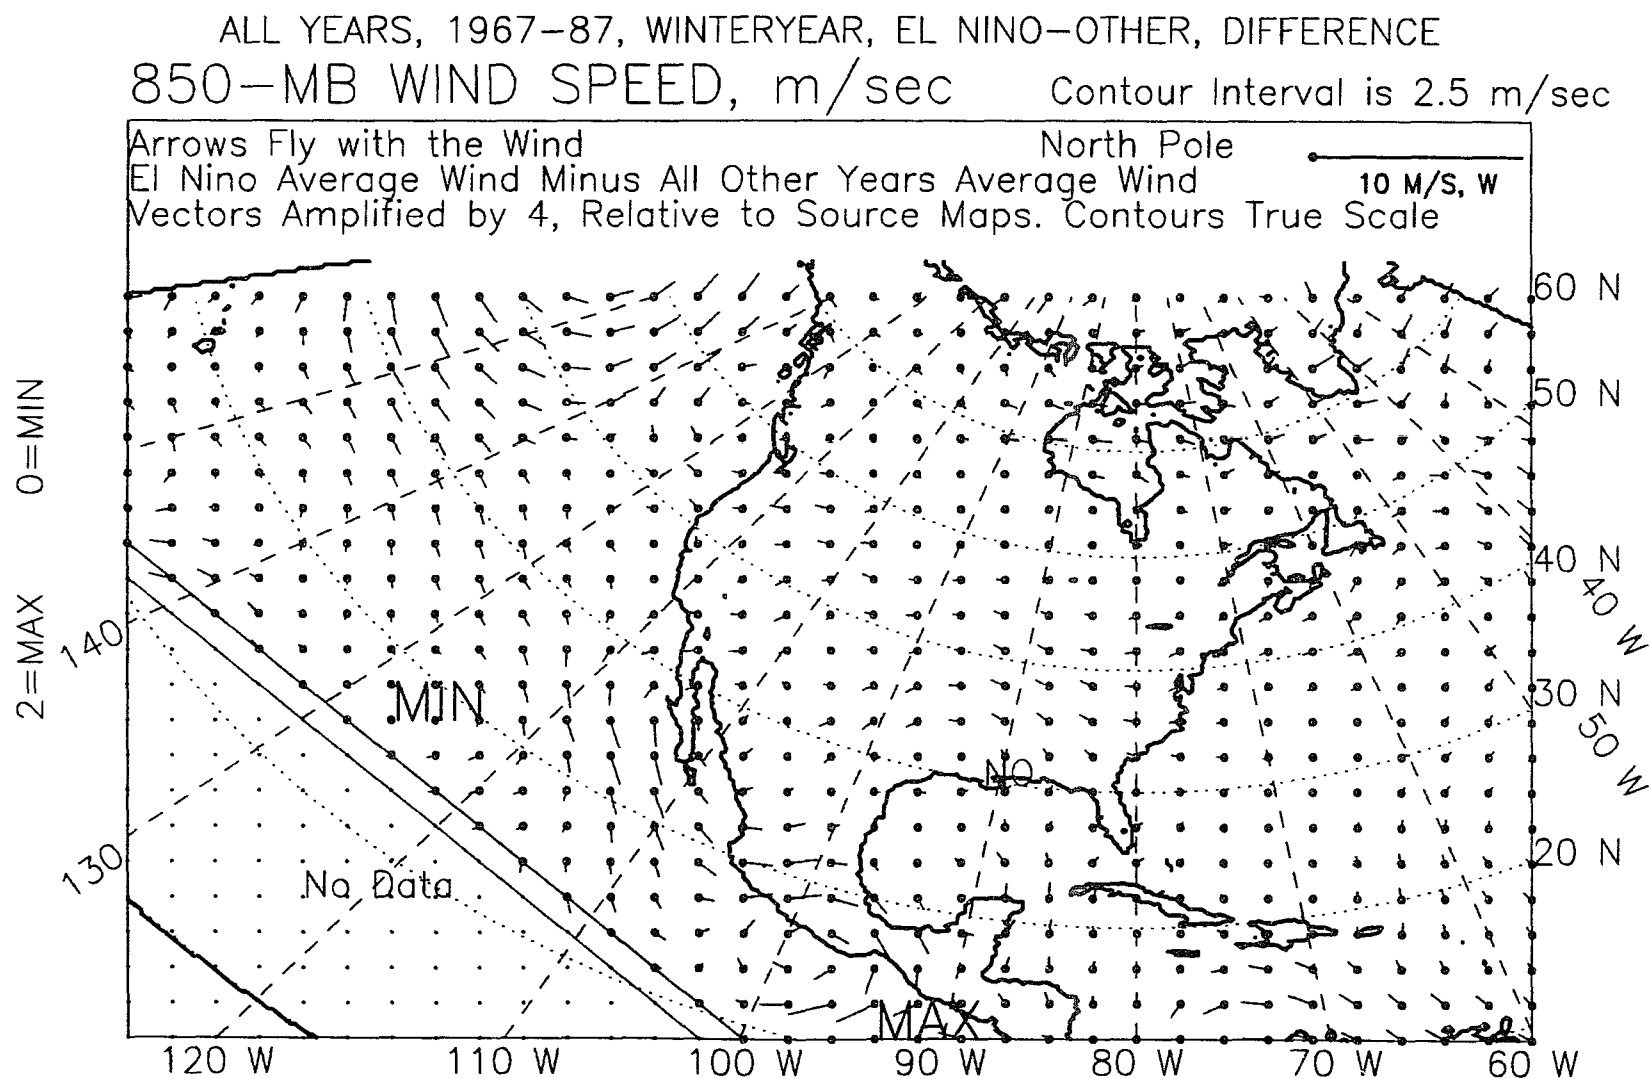 ALL YEARS, 1967-87, WINTERYEAR, EL NINO-OTHER, DIFFERENCE
850-MB WIND SPEED, m/sec
Contour Interval is 2.5 m/sec
Arrows Fly with the Wind
North Pole
El Nino Average Wind Minus All Other Years Average Wind
10 M/S, W
Vectors Amplified by 4, Relative to Source Maps. Contours True Scale
60 N
50 N
0=MIN
40 N
40 W
2=MAX
140
MIN
30 N
50 W
NO
20 N
130
No Data
MAX
120 W
110 W
100 W
90 W
80 W
70 W
60 W